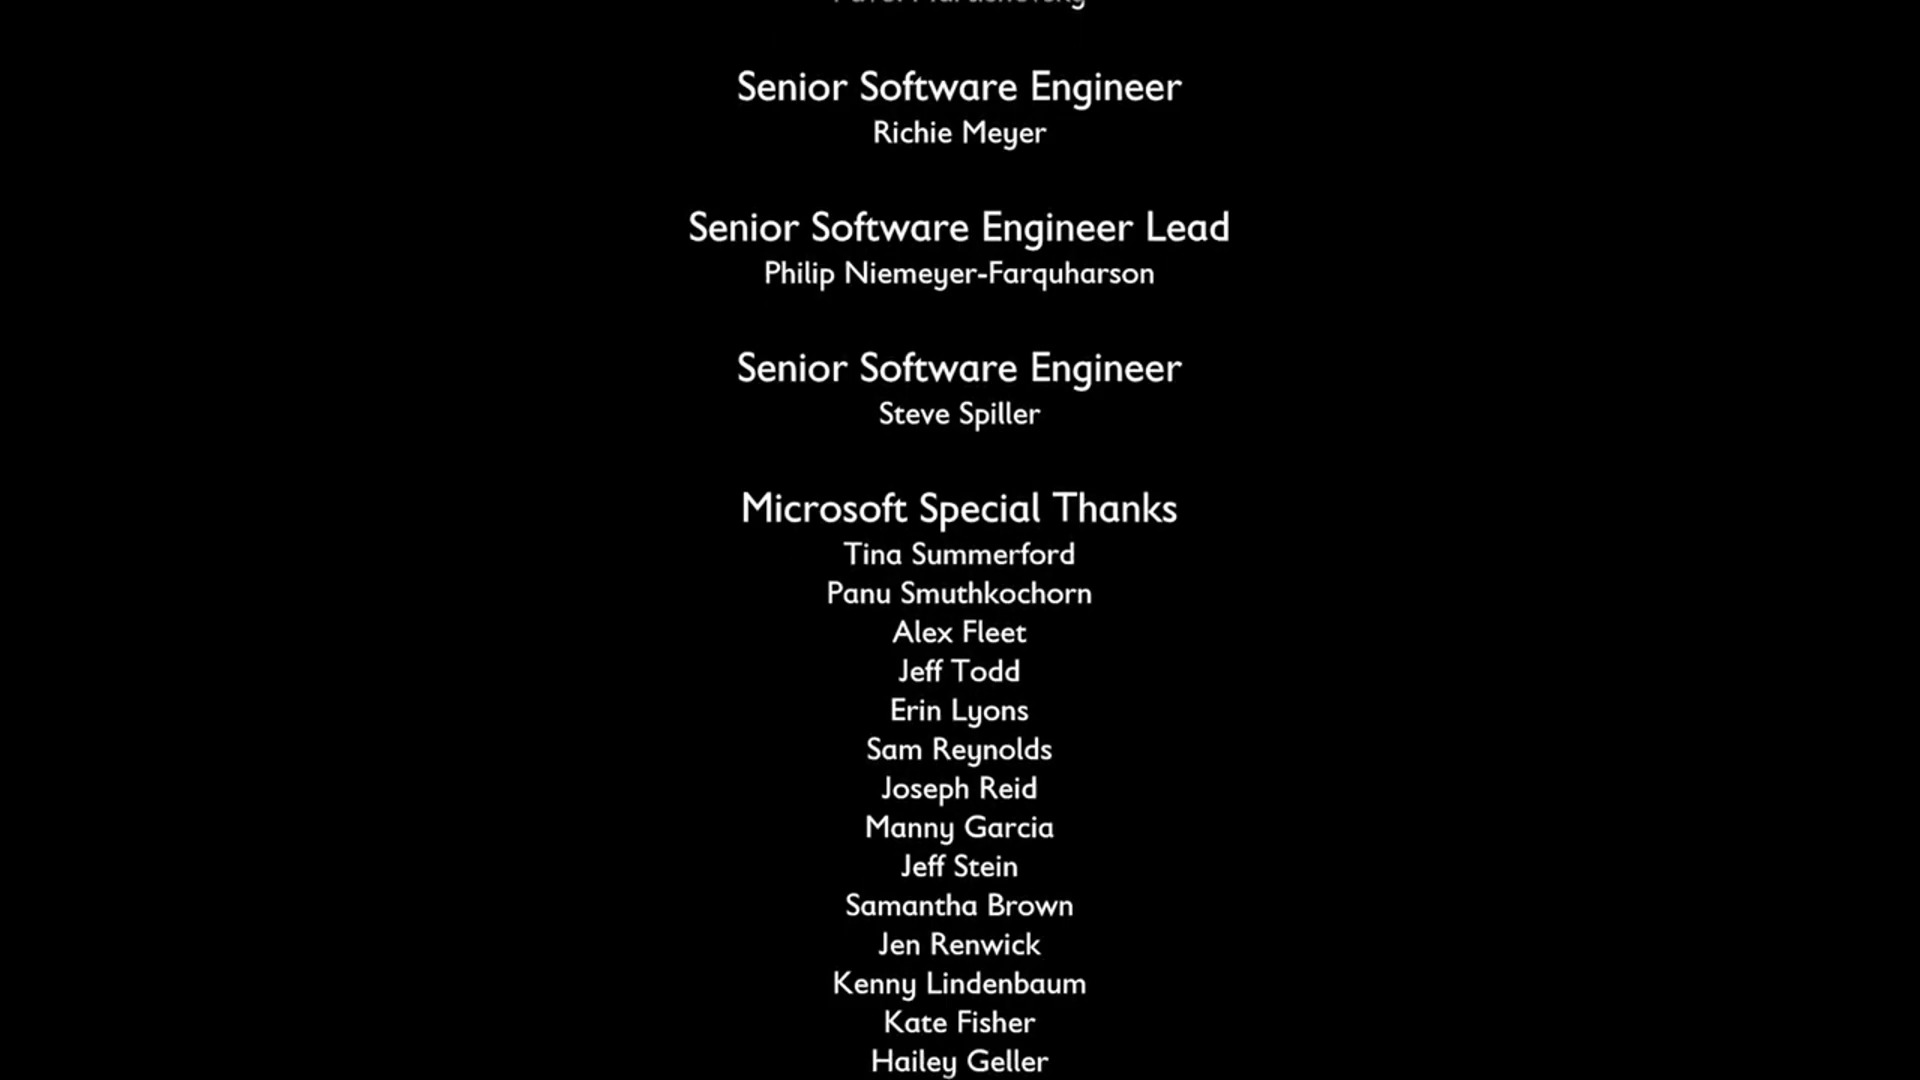 Senior Software Engineer
Richie Meyer
Senior Software Engineer Lead
Philip Niemeyer-Farquharson
Senior Software Engineer
Steve Spiller
Microsoft Special Thanks
Tina Summerford
Panu Smuthkochorn
Alex Fleet
Jeff Todd
Erin Lyons
Sam Reynolds
Joseph Reid
Manny Garcia
Jeff Stein
Samantha Brown
Jen Renwick
Kenny Lindenbaum
Kate Fisher
Hailey Geller